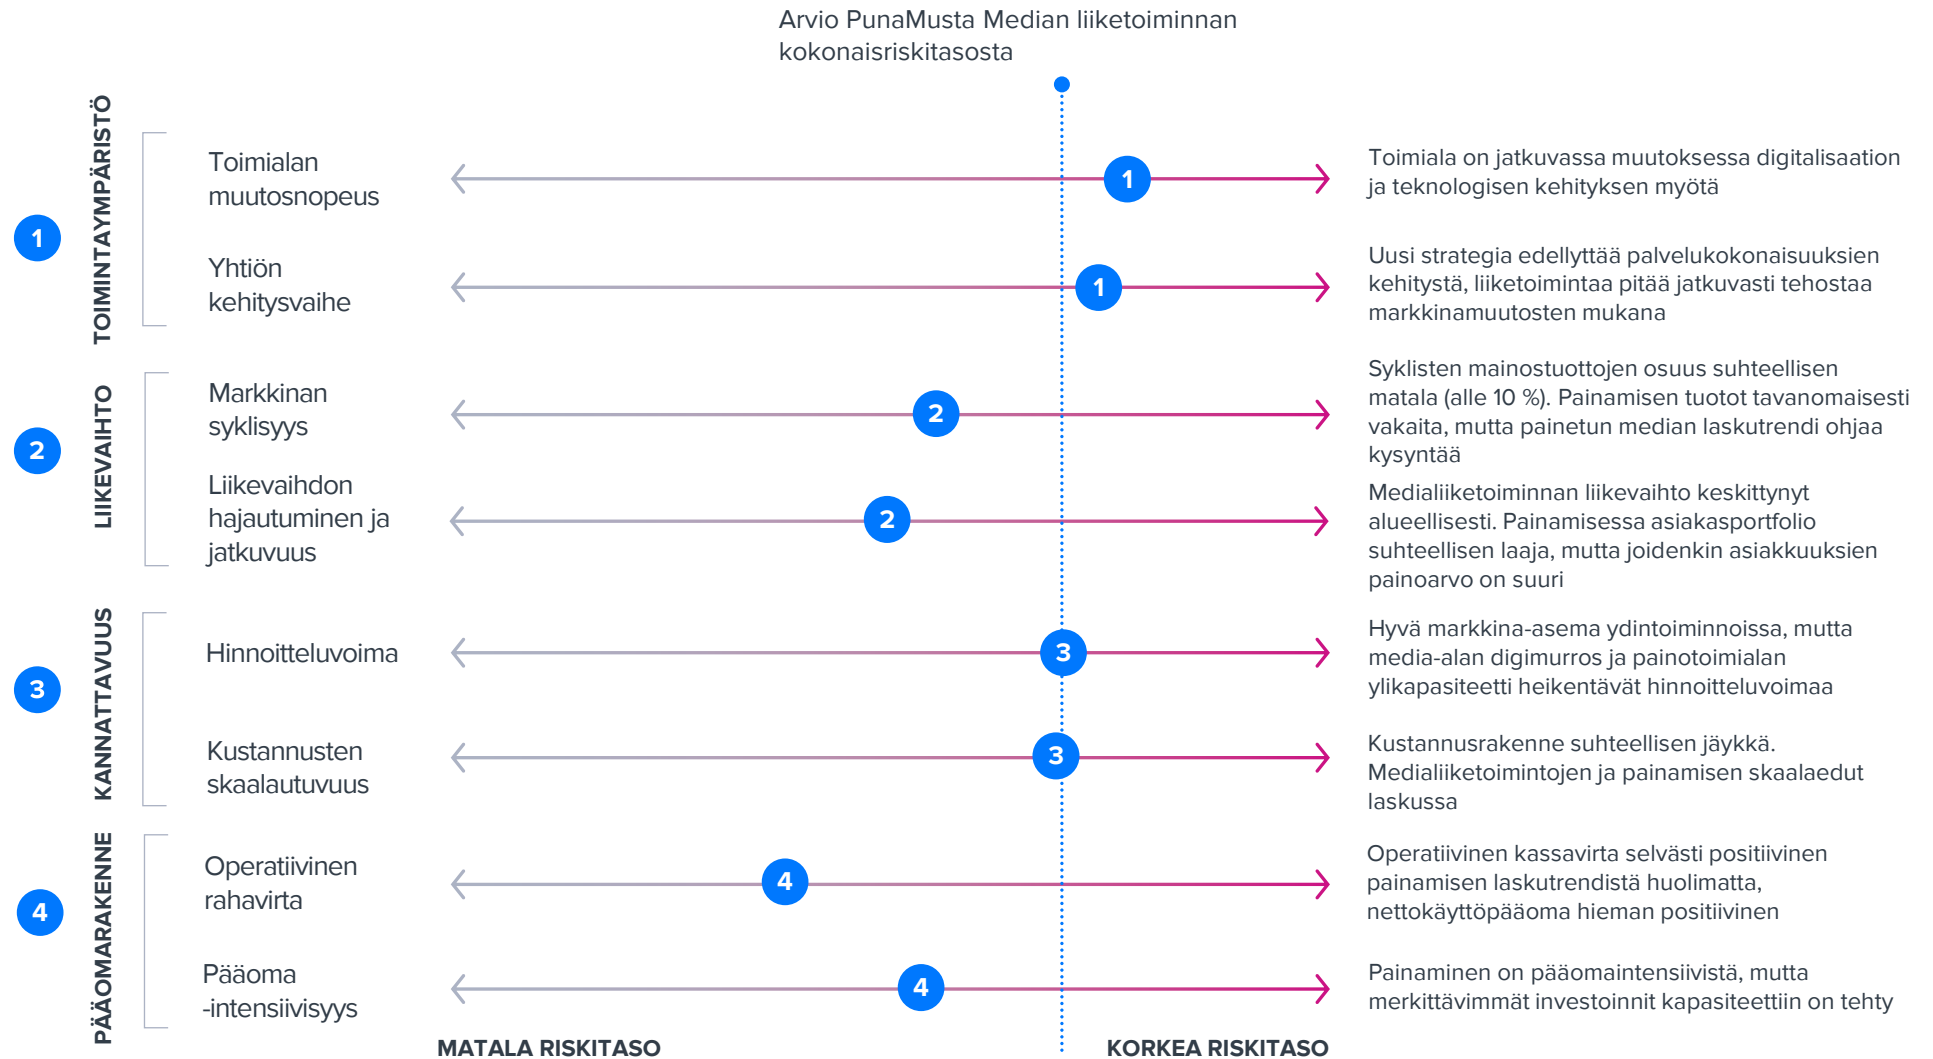 Arvio PunaMusta Median liiketoiminnan
kokonaisriskitasosta
1
TOIMINTAYMPÄRISTÖ
Toimialan
muutosnopeus
1
Toimiala on jatkuvassa muutoksessa digitalisaation
ja teknologisen kehityksen myötä
Yhtiön
kehitysvaihe
1
Uusi strategia edellyttää palvelukokonaisuuksien
kehitystä, liiketoimintaa pitää jatkuvasti tehostaa
markkinamuutosten mukana
2
LIIKEVAIHTO
Markkinan
syklisyys
2
Syklisten mainostuottojen osuus suhteellisen
matala (alle 10 %). Painamisen tuotot tavanomaisesti
vakaita, mutta painetun median laskutrendi ohjaa
kysyntää
Liikevaihdon
hajautuminen ja
jatkuvuus
2
Medialiiketoiminnan liikevaihto keskittynyt
alueellisesti. Painamisessa asiakasportfolio
suhteellisen laaja, mutta joidenkin asiakkuuksien
painoarvo on suuri
3
KANNATTAVUUS
Hinnoitteluvoima
3
Hyvä markkina-asema ydintoiminnoissa, mutta
media-alan digimurros ja painotoimialan
ylikapasiteetti heikentävät hinnoitteluvoimaa
Kustannusten
skaalautuvuus
3
Kustannusrakenne suhteellisen jäykkä.
Medialiiketoimintojen ja painamisen skaalaedut
laskussa
4
PÄÄOMARAKENNE
Operatiivinen
rahavirta
4
Operatiivinen kassavirta selvästi positiivinen
painamisen laskutrendistä huolimatta,
nettokäyttöpääoma hieman positiivinen
Pääoma
-intensiivisyys
4
Painaminen on pääomaintensiivistä, mutta
merkittävimmät investoinnit kapasiteettiin on tehty
MATALA RISKITASO
KORKEA RISKITASO